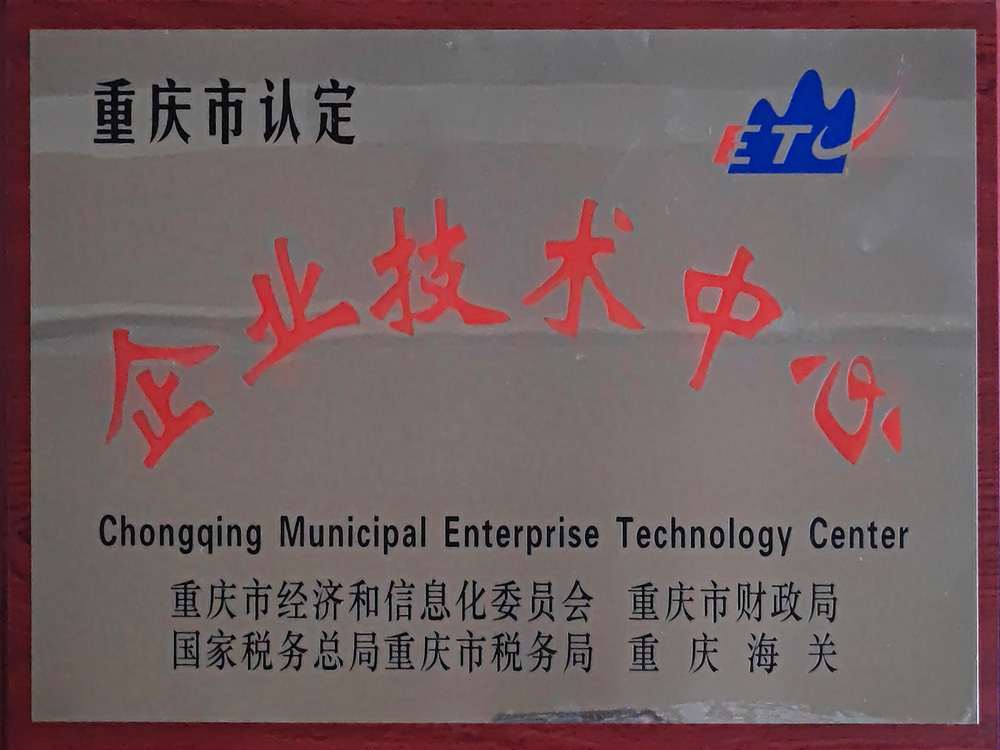 重庆市认定
ETC
企业技术中心
Chongqing Municipal Enterprise Technology Center
重庆市经济和信息化委员会 重庆市财政局
国家税务总局重庆市税务局 重庆海关